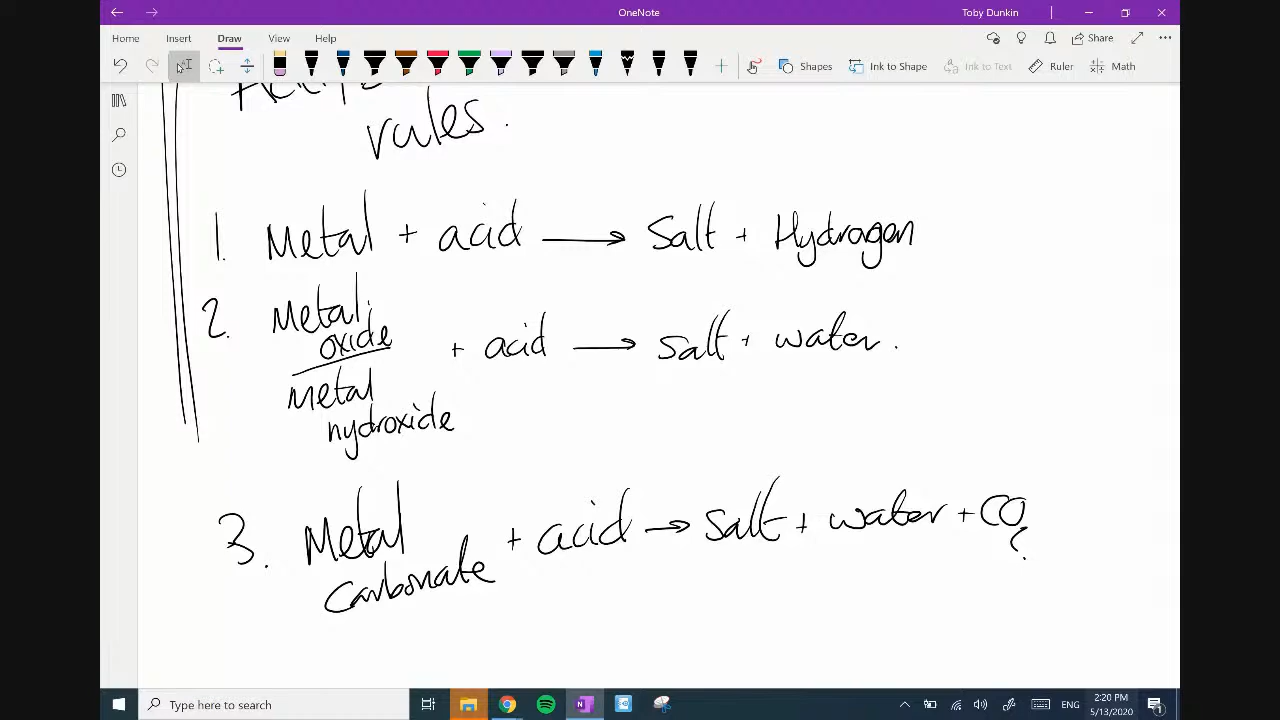 OneNote
Toby Dunkin
Home Insert Draw View Help
Share
Shapes Ink to Shape Ink to Text Ruler Math
rules.
1. Metal + acid → Salt + Hydrogen
2. Metal
oxide
+ acid → salt + water.
metal
hydroxide
3. Metal + acid → salt + water + CO2
carbonate
Type here to search
ENG
2:20 PM
5/13/2020
1